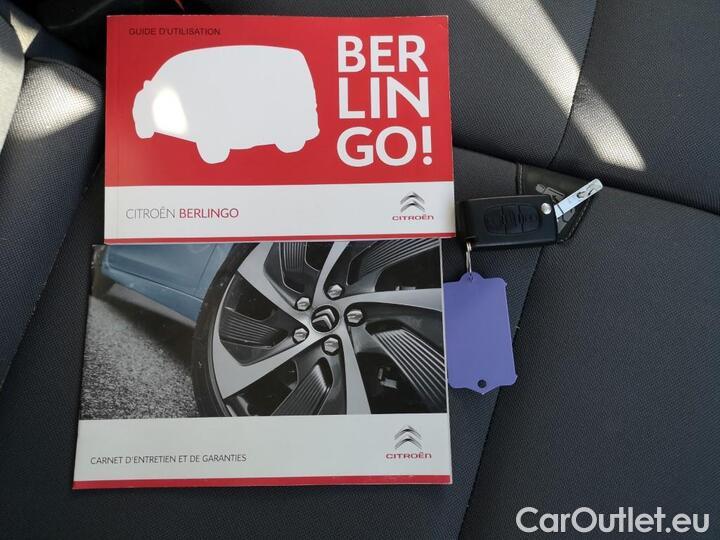 GUIDE D'UTILISATION
BER
LIN
GO!
CITROËN BERLINGO
CITROËN
CARNET D'ENTRETIEN ET DE GARANTIES
CITROËN
CarOutlet.eu